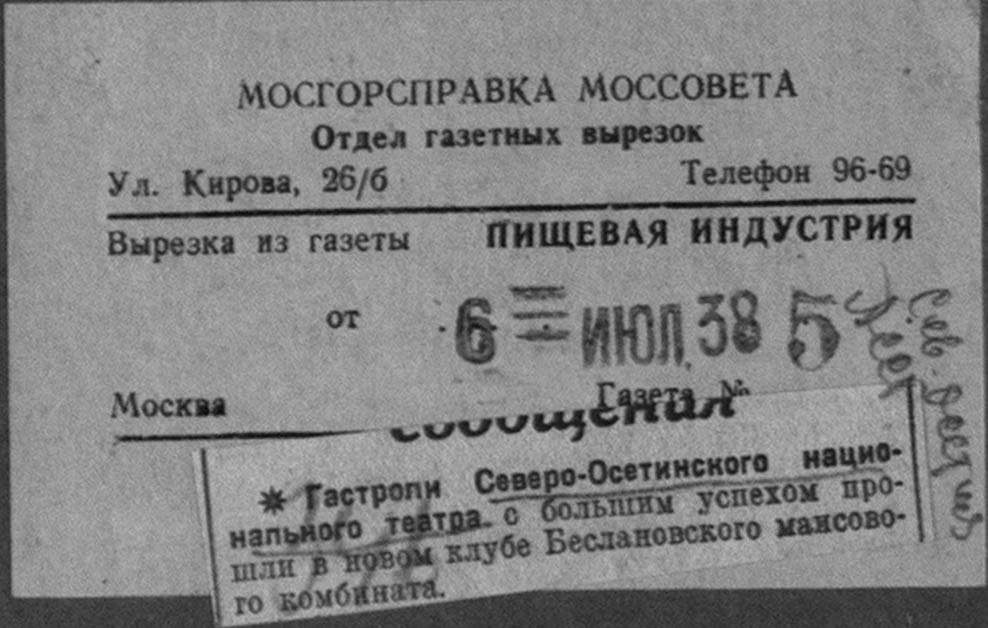 МОСГОРСПРАВКА МОССОВЕТА
Отдел газетных вырезок
Ул. Кирова, 26/б Телефон 96-69
Вырезка из газеты ПИЩЕВАЯ ИНДУСТРИЯ
от 6 ИЮЛ. 38 5
Москва Газета №
сообщения
Гастроли Северо-Осетинского нацио-
нального театра с большим успехом про-
шли в новом клубе Беслановского маисово-
го комбината.
Сев.